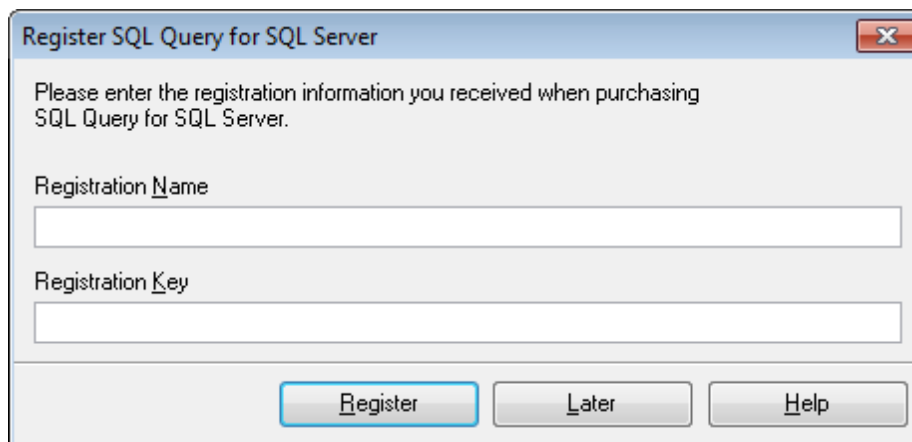 Register SQL Query for SQL Server
Please enter the registration information you received when purchasing
SQL Query for SQL Server.
Registration Name
Registration Key
Register Later Help